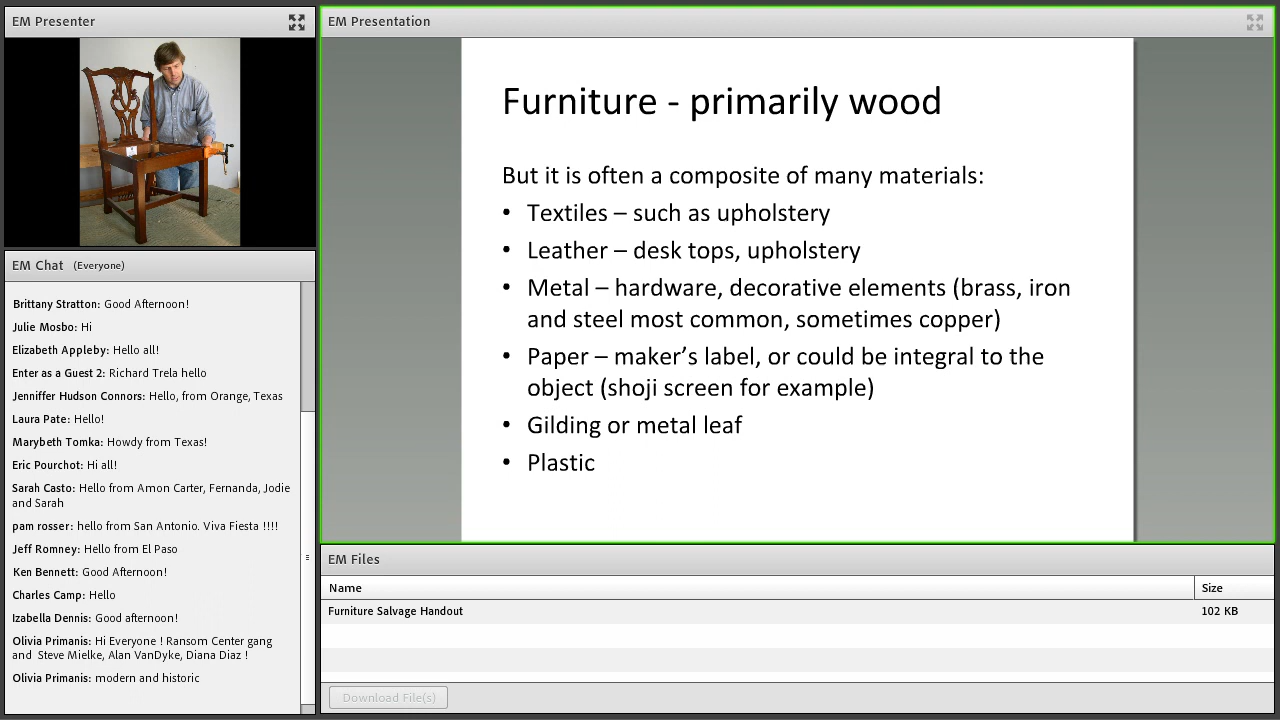 EM Presenter
EM Chat (Everyone)
Brittany Stratton: Good Afternoon!
Julie Mosbo: Hi
Elizabeth Appleby: Hello all!
Enter as a Guest 2: Richard Trela hello
Jenniffer Hudson Connors: Hello, from Orange, Texas
Laura Pate: Hello!
Marybeth Tomka: Howdy from Texas!
Eric Pourchot: Hi all!
Sarah Casto: Hello from Amon Carter, Fernanda, Jodie
and Sarah
pam rosser: hello from San Antonio. Viva Fiesta !!!!
Jeff Romney: Hello from El Paso
Ken Bennett: Good Afternoon!
Charles Camp: Hello
Izabella Dennis: Good afternoon!
Olivia Primanis: Hi Everyone ! Ransom Center gang
and Steve Mielke, Alan VanDyke, Diana Diaz !
Olivia Primanis: modern and historic
EM Presentation
Furniture - primarily wood
But it is often a composite of many materials:
• Textiles – such as upholstery
• Leather – desk tops, upholstery
• Metal – hardware, decorative elements (brass, iron
and steel most common, sometimes copper)
• Paper – maker’s label, or could be integral to the
object (shoji screen for example)
• Gilding or metal leaf
• Plastic
EM Files
Name Size
Furniture Salvage Handout 102 KB
Download File(s)